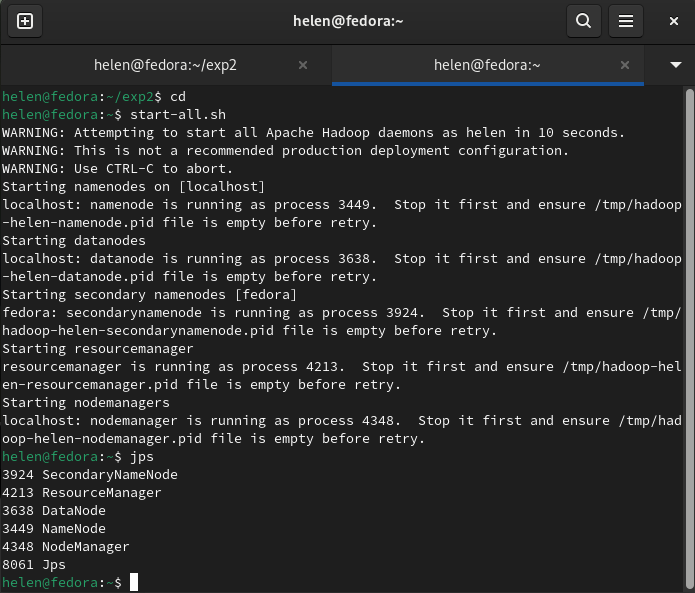 helen@fedora:~
helen@fedora:~/exp2
helen@fedora:~
helen@fedora:~/exp2$ cd
helen@fedora:~$ start-all.sh
WARNING: Attempting to start all Apache Hadoop daemons as helen in 10 seconds.
WARNING: This is not a recommended production deployment configuration.
WARNING: Use CTRL-C to abort.
Starting namenodes on [localhost]
localhost: namenode is running as process 3449.  Stop it first and ensure /tmp/hadoop
-helen-namenode.pid file is empty before retry.
Starting datanodes
localhost: datanode is running as process 3638.  Stop it first and ensure /tmp/hadoop
-helen-datanode.pid file is empty before retry.
Starting secondary namenodes [fedora]
fedora: secondarynamenode is running as process 3924.  Stop it first and ensure /tmp/
hadoop-helen-secondarynamenode.pid file is empty before retry.
Starting resourcemanager
resourcemanager is running as process 4213.  Stop it first and ensure /tmp/hadoop-hel
en-resourcemanager.pid file is empty before retry.
Starting nodemanagers
localhost: nodemanager is running as process 4348.  Stop it first and ensure /tmp/had
oop-helen-nodemanager.pid file is empty before retry.
helen@fedora:~$ jps
3924 SecondaryNameNode
4213 ResourceManager
3638 DataNode
3449 NameNode
4348 NodeManager
8061 Jps
helen@fedora:~$